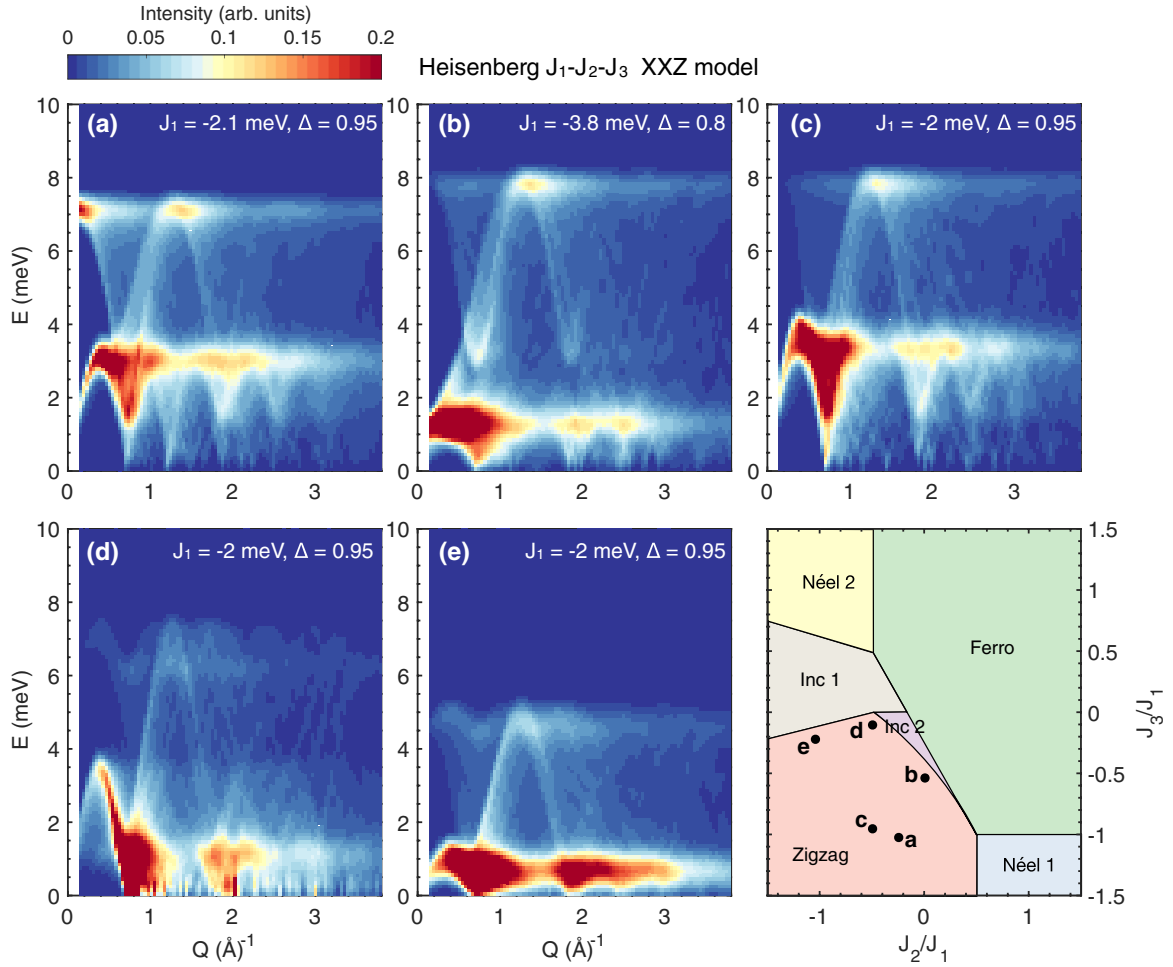 Intensity (arb. units)
0 0.05 0.1 0.15 0.2
Heisenberg J1-J2-J3 XXZ model
(a) J1 = -2.1 meV, Δ = 0.95
(b) J1 = -3.8 meV, Δ = 0.8
(c) J1 = -2 meV, Δ = 0.95
10
8
6
4
2
0
E (meV)
0 1 2 3
10
8
6
4
2
0
0 1 2 3
10
8
6
4
2
0
0 1 2 3
(d) J1 = -2 meV, Δ = 0.95
(e) J1 = -2 meV, Δ = 0.95
10
8
6
4
2
0
E (meV)
0 1 2 3
Q (Å)-1
10
8
6
4
2
0
0 1 2 3
Q (Å)-1
Néel 2
Ferro
Inc 1
Inc 2
d
e
b
c
a
Zigzag
Néel 1
1.5
1
0.5
0
-0.5
-1
-1.5
J3/J1
-1 0 1
J2/J1